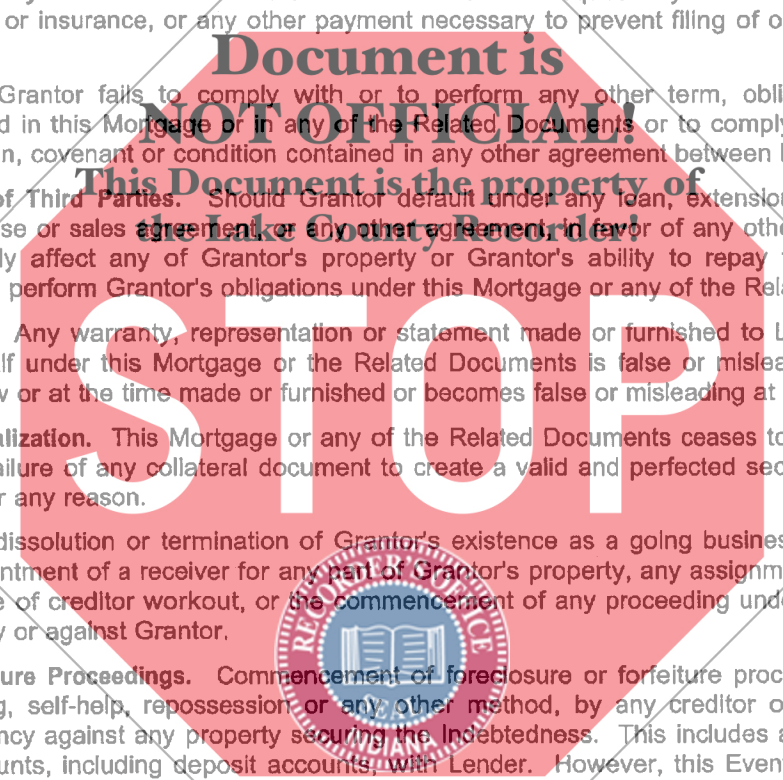 or insurance, or any other payment necessary to prevent filing of o
Document is
Grantor fails to comply with or to perform any other term, obli
NOT OFFICIAL!
d in this Mortgage or in any of the Related Documents or to comply
n, covenant or condition contained in any other agreement between
This Document is the property of
of Third Parties. Should Grantor default under any loan, extension
the Lake County Recorder!
se or sales agreement, or any other agreement, in favor of any othe
ly affect any of Grantor's property or Grantor's ability to repay
perform Grantor's obligations under this Mortgage or any of the Rel
STOP
Any warranty, representation or statement made or furnished to L
lf under this Mortgage or the Related Documents is false or mislea
w or at the time made or furnished or becomes false or misleading at
alization. This Mortgage or any of the Related Documents ceases to
ailure of any collateral document to create a valid and perfected sec
r any reason.
dissolution or termination of Grantor's existence as a going busines
ntment of a receiver for any part of Grantor's property, any assignm
e of creditor workout, or the commencement of any proceeding unde
y or against Grantor.
RECORDER'S OFFICE
SEAL
INDIANA
ure Proceedings. Commencement of foreclosure or forfeiture proc
g, self-help, repossession or any other method, by any creditor o
ncy against any property securing the Indebtedness. This includes a
unts, including deposit accounts, with Lender. However, this Even